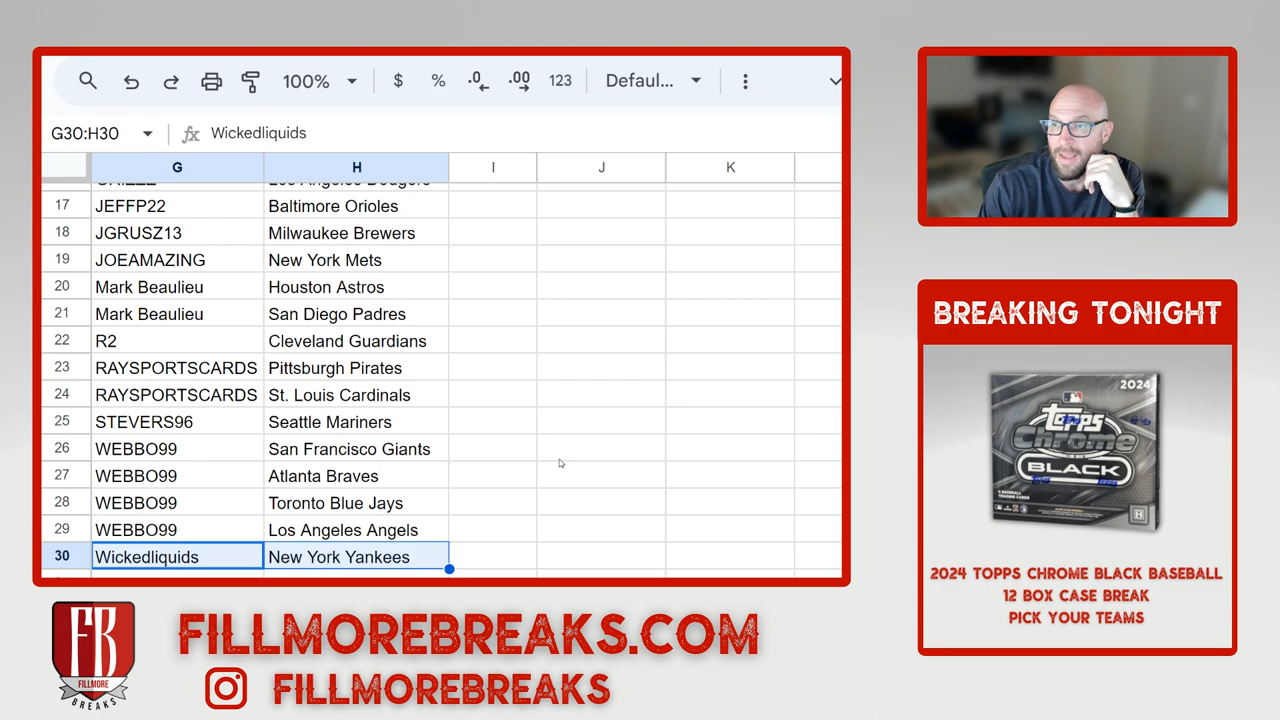 100% $ % .0 .00 123 Defaul...
G30:H30 fx Wickedliquids
G H I J K
17 JEFFP22 Baltimore Orioles
18 JGRUSZ13 Milwaukee Brewers
19 JOEAMAZING New York Mets
20 Mark Beaulieu Houston Astros
21 Mark Beaulieu San Diego Padres
22 R2 Cleveland Guardians
23 RAYSPORTSCARDS Pittsburgh Pirates
24 RAYSPORTSCARDS St. Louis Cardinals
25 STEVERS96 Seattle Mariners
26 WEBBO99 San Francisco Giants
27 WEBBO99 Atlanta Braves
28 WEBBO99 Toronto Blue Jays
29 WEBBO99 Los Angeles Angels
30 Wickedliquids New York Yankees
BREAKING TONIGHT
2024
topps
Chrome
BLACK
2024 TOPPS CHROME BLACK BASEBALL
12 BOX CASE BREAK
PICK YOUR TEAMS
FB
FILLMORE
BREAKS
FILLMOREBREAKS.COM
FILLMOREBREAKS